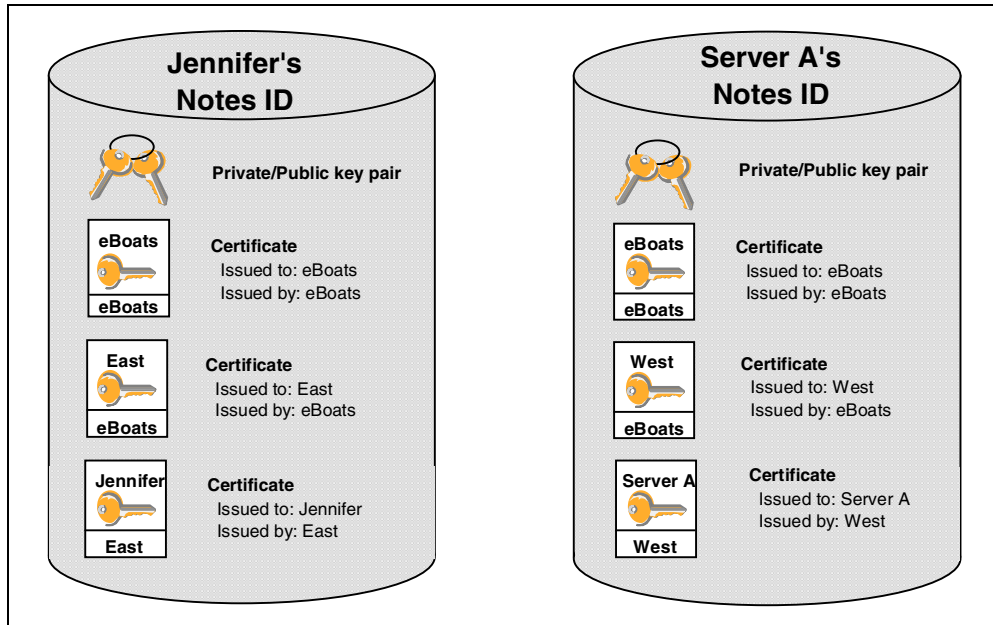 Jennifer's
Notes ID
Private/Public key pair
eBoats
eBoats
Certificate
Issued to: eBoats
Issued by: eBoats
East
eBoats
Certificate
Issued to: East
Issued by: eBoats
Jennifer
East
Certificate
Issued to: Jennifer
Issued by: East
Server A's
Notes ID
Private/Public key pair
eBoats
eBoats
Certificate
Issued to: eBoats
Issued by: eBoats
West
eBoats
Certificate
Issued to: West
Issued by: eBoats
Server A
West
Certificate
Issued to: Server A
Issued by: West